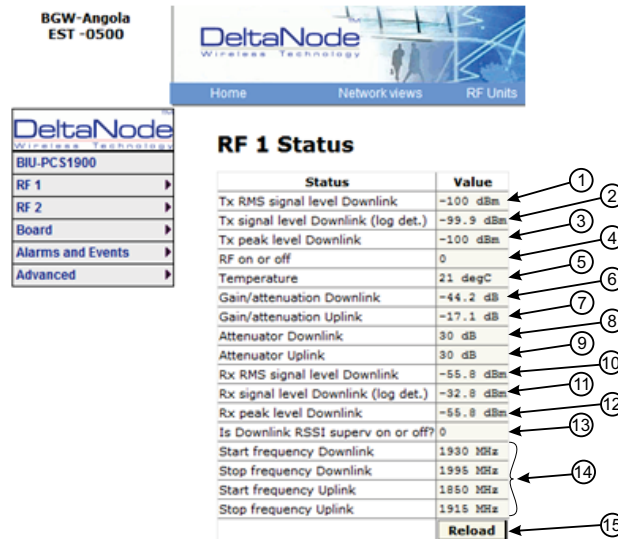 BGW-Angola
EST -0500
DeltaNode
Wireless Technology
Home Network views RF Units
DeltaNode
Wireless Technology
BIU-PCS1900
RF 1
RF 2
Board
Alarms and Events
Advanced
RF 1 Status
Status Value
Tx RMS signal level Downlink -100 dBm 1
Tx signal level Downlink (log det.) -99.9 dBm 2
Tx peak level Downlink -100 dBm 3
RF on or off 0 4
Temperature 21 degC 5
Gain/attenuation Downlink -44.2 dB 6
Gain/attenuation Uplink -17.1 dB 7
Attenuator Downlink 30 dB 8
Attenuator Uplink 30 dB 9
Rx RMS signal level Downlink -55.8 dBm 10
Rx signal level Downlink (log det.) -32.8 dBm 11
Rx peak level Downlink -55.8 dBm 12
Is Downlink RSSI superv on or off? 0 13
Start frequency Downlink 1930 MHz
Stop frequency Downlink 1995 MHz 14
Start frequency Uplink 1850 MHz
Stop frequency Uplink 1915 MHz
Reload 15